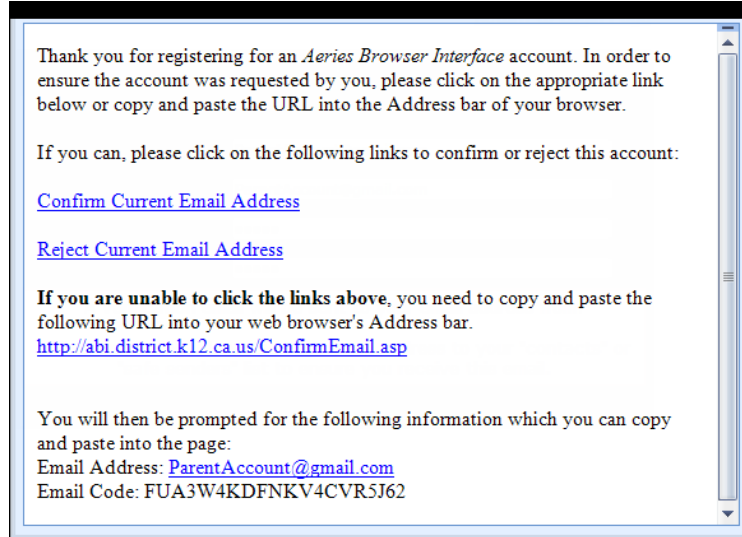 Thank you for registering for an Aeries Browser Interface account. In order to
ensure the account was requested by you, please click on the appropriate link
below or copy and paste the URL into the Address bar of your browser.
If you can, please click on the following links to confirm or reject this account:
Confirm Current Email Address
Reject Current Email Address
If you are unable to click the links above, you need to copy and paste the
following URL into your web browser's Address bar.
http://abi.district.k12.ca.us/ConfirmEmail.asp
You will then be prompted for the following information which you can copy
and paste into the page:
Email Address: ParentAccount@gmail.com
Email Code: FUA3W4KDFNKV4CVR5J62